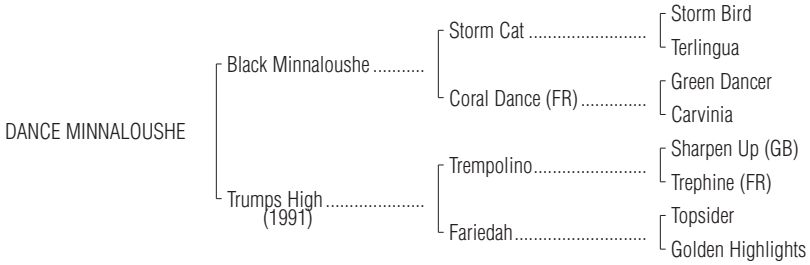 Storm Bird
Storm Cat ........................
Terlingua
Black Minnaloushe ...........
Green Dancer
Coral Dance (FR) .............
Carvinia
DANCE MINNALOUSHE
Sharpen Up (GB)
Trempolino.......................
Trephine (FR)
Trumps High .....................
(1991)
Topsider
Fariedah...........................
Golden Highlights